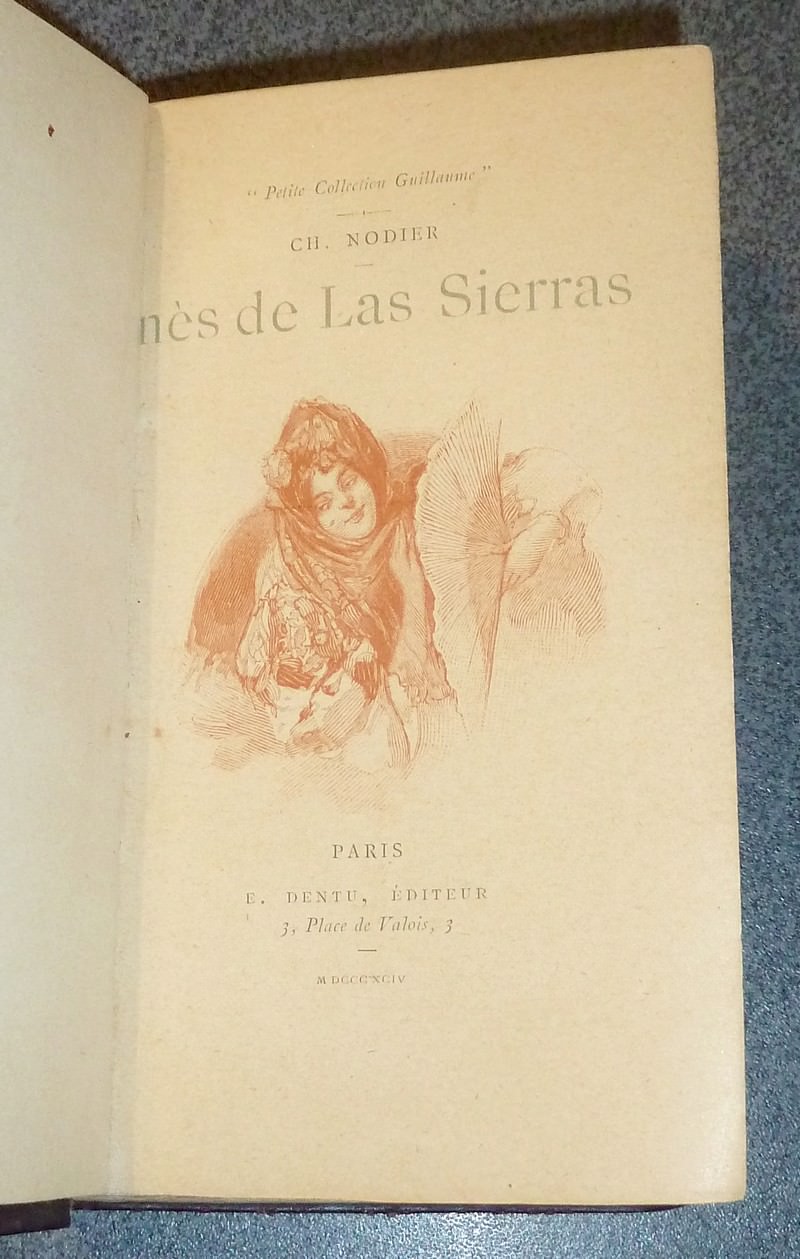 “ Petite Collection Guillaume ”
CH. NODIER
nès de Las Sierras
PARIS
E. DENTU, ÉDITEUR
3, Place de Valois, 3
MDCCCXCIV